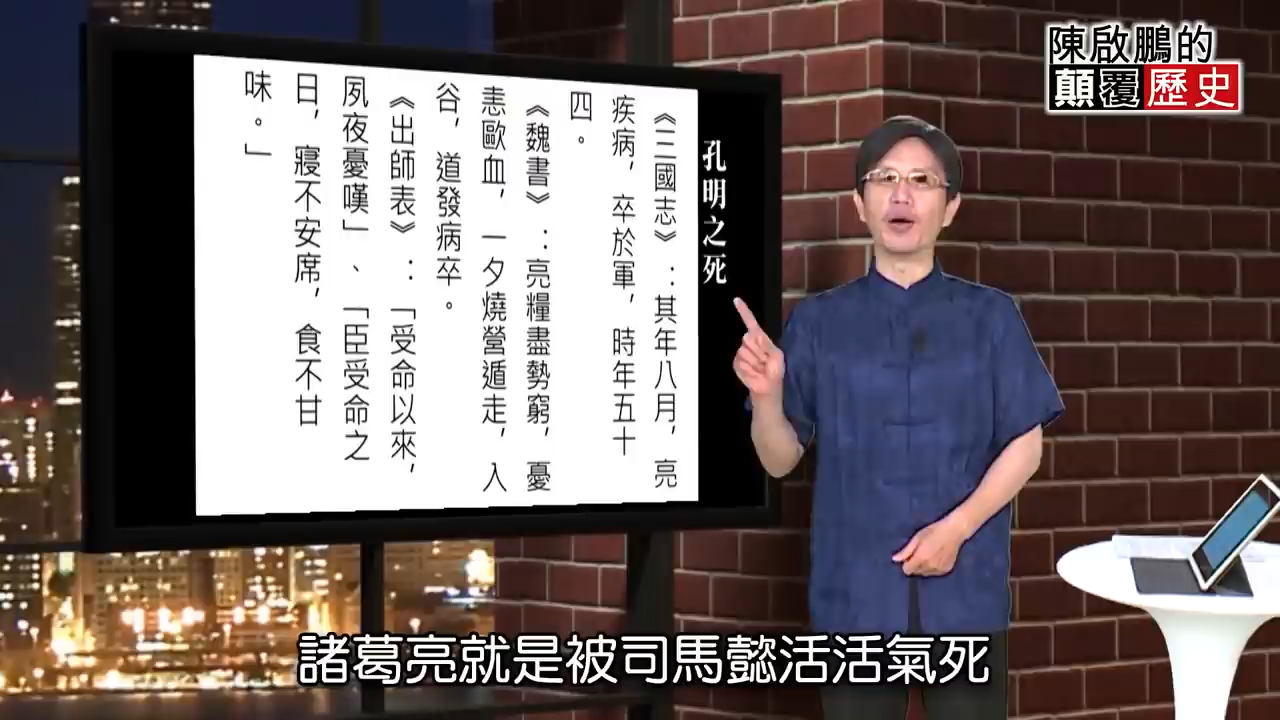 陳啟鵬的
顛覆歷史
孔明之死
《三國志》：其年八月，亮
疾病，卒於軍，時年五十
四。
《魏書》：亮糧盡勢窮，憂
恚歐血，一夕燒營遁走，入
谷，道發病卒。
《出師表》：「受命以來，
夙夜憂嘆」、「臣受命之
日，寢不安席，食不甘
味。」
諸葛亮就是被司馬懿活活氣死